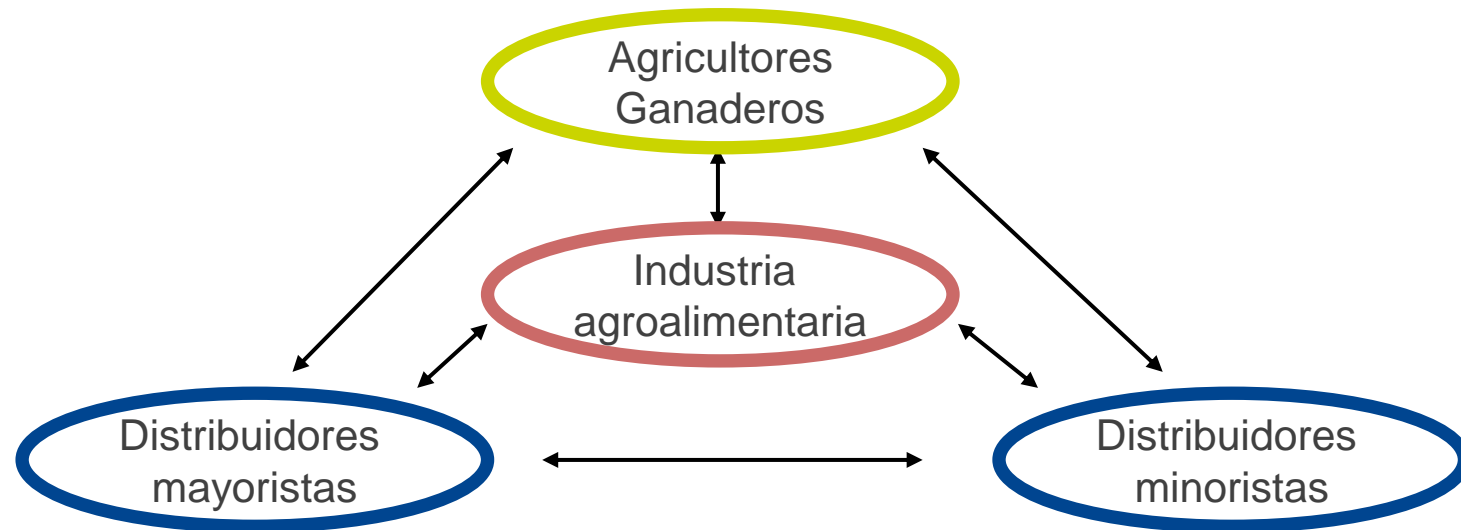 Agricultores
Ganaderos
Industria
agroalimentaria
Distribuidores
mayoristas
Distribuidores
minoristas